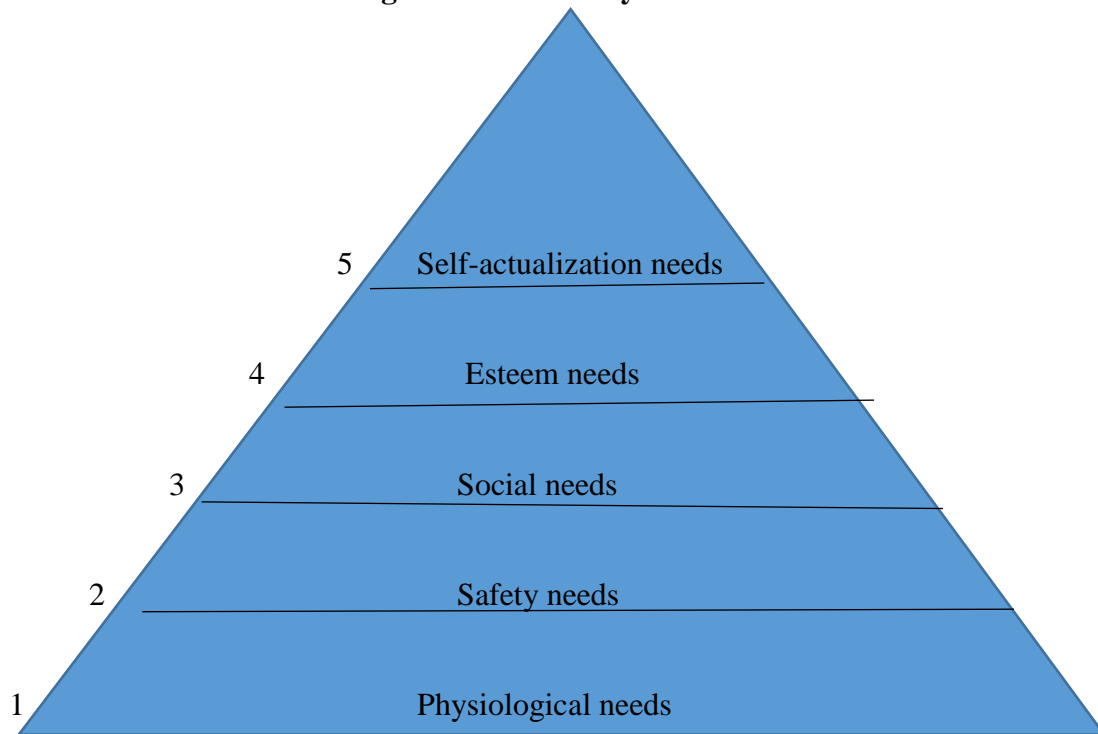 5 Self-actualization needs
4 Esteem needs
3 Social needs
2 Safety needs
1 Physiological needs